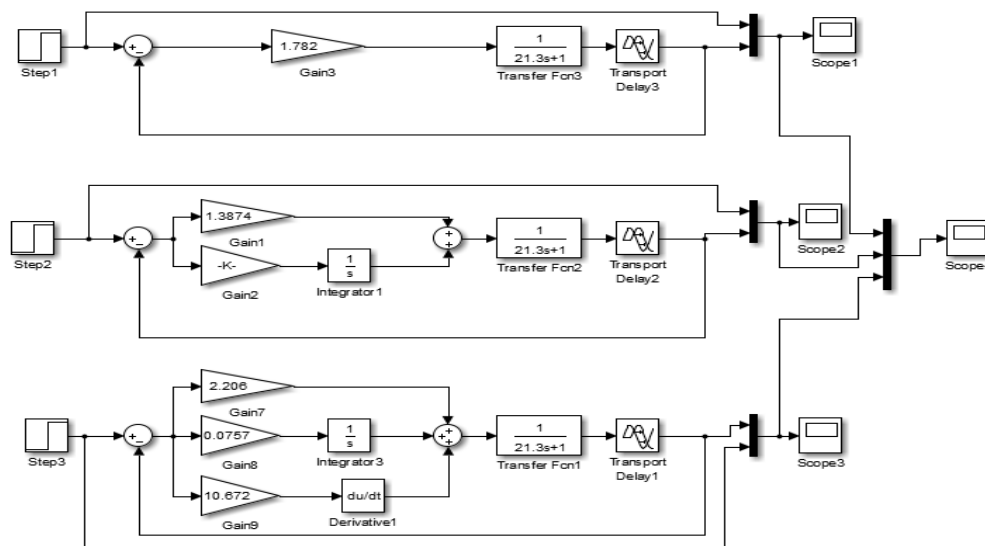 Step1
1.782
Gain3
1
21.3s+1
Transfer Fcn3
Transport
Delay3
Scope1
Step2
1.3874
Gain1
-K-
Gain2
1
s
Integrator1
1
21.3s+1
Transfer Fcn2
Transport
Delay2
Scope2
Scope
Step3
2.206
Gain7
0.0757
Gain8
1
s
Integrator3
10.672
Gain9
du/dt
Derivative1
1
21.3s+1
Transfer Fcn1
Transport
Delay1
Scope3